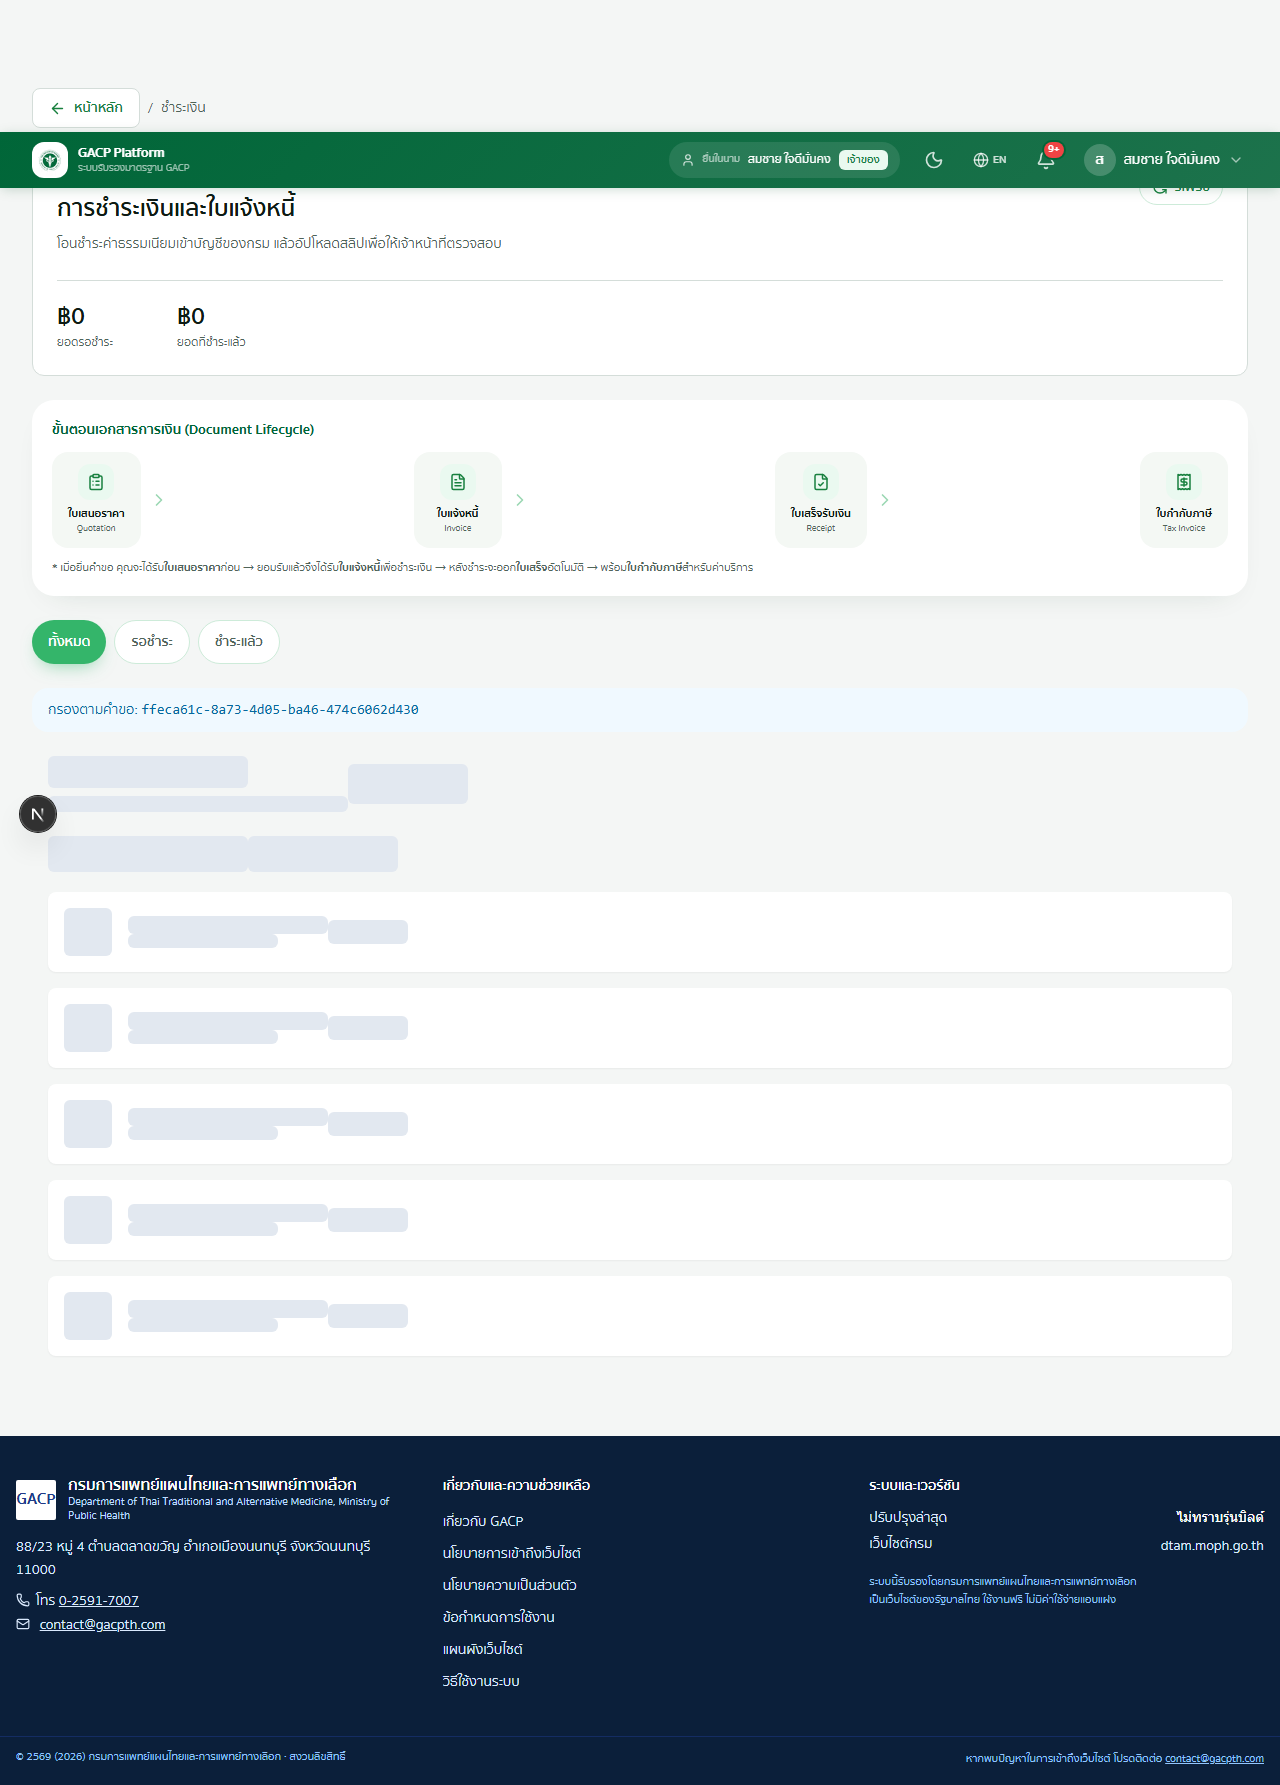 หน้าหลัก / ชำระเงิน
GACP Platform
ระบบรับรองมาตรฐาน GACP
ยื่นในนาม สมชาย ใจดีมั่นคง เจ้าของ
EN
9+
ส สมชาย ใจดีมั่นคง
การชำระเงินและใบแจ้งหนี้
โอนชำระค่าธรรมเนียมเข้าบัญชีของกรม แล้วอัปโหลดสลิปเพื่อให้เจ้าหน้าที่ตรวจสอบ
฿0
ยอดรอชำระ
฿0
ยอดที่ชำระแล้ว
ขั้นตอนเอกสารการเงิน (Document Lifecycle)
ใบเสนอราคา
Quotation
ใบแจ้งหนี้
Invoice
ใบเสร็จรับเงิน
Receipt
ใบกำกับภาษี
Tax Invoice
* เมื่อยื่นคำขอ คุณจะได้รับใบเสนอราคาก่อน → ยอมรับแล้วจึงได้รับใบแจ้งหนี้เพื่อชำระเงิน → หลังชำระจะออกใบเสร็จอัตโนมัติ → พร้อมใบกำกับภาษีสำหรับค่าบริการ
ทั้งหมด
รอชำระ
ชำระแล้ว
กรองตามคำขอ: ffeca61c-8a73-4d05-ba46-474c6062d430
N
GACP
กรมการแพทย์แผนไทยและการแพทย์ทางเลือก
Department of Thai Traditional and Alternative Medicine, Ministry of
Public Health
88/23 หมู่ 4 ตำบลตลาดขวัญ อำเภอเมืองนนทบุรี จังหวัดนนทบุรี
11000
โทร 0-2591-7007
contact@gacpth.com
เกี่ยวกับและความช่วยเหลือ
เกี่ยวกับ GACP
นโยบายการเข้าถึงเว็บไซต์
นโยบายความเป็นส่วนตัว
ข้อกำหนดการใช้งาน
แผนผังเว็บไซต์
วิธีใช้งานระบบ
ระบบและเวอร์ชัน
ปรับปรุงล่าสุด ไม่ทราบรุ่นบิลด์
เว็บไซต์กรม dtam.moph.go.th
ระบบนี้รับรองโดยกรมการแพทย์แผนไทยและการแพทย์ทางเลือก
เป็นเว็บไซต์ของรัฐบาลไทย ใช้งานฟรี ไม่มีค่าใช้จ่ายแอบแฝง
© 2569 (2026) กรมการแพทย์แผนไทยและการแพทย์ทางเลือก · สงวนลิขสิทธิ์
หากพบปัญหาในการเข้าถึงเว็บไซต์ โปรดติดต่อ contact@gacpth.com